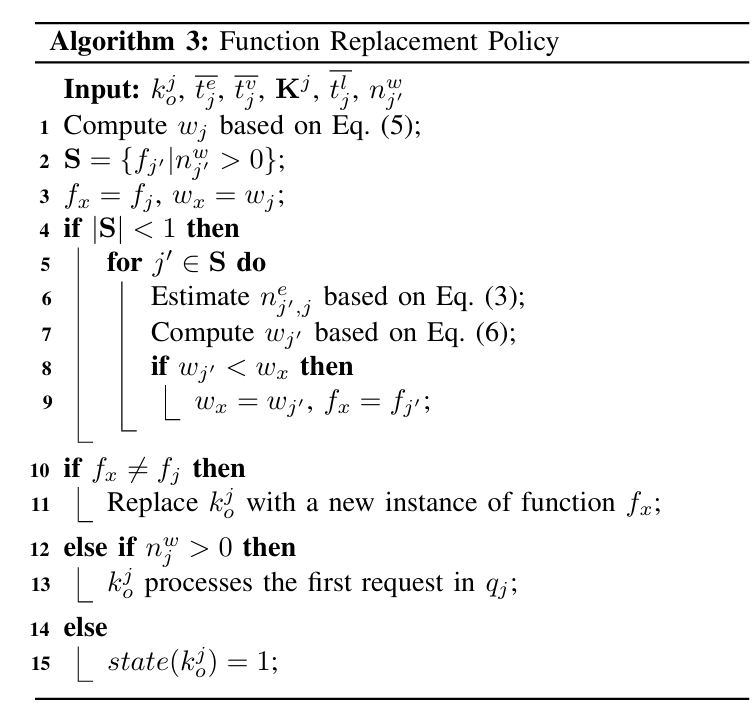 Algorithm 3: Function Replacement Policy
Input: $k_o^j$, $\overline{t_j^e}$, $\overline{t_j^v}$, $\mathbf{K}^j$, $\overline{t_j^l}$, $n_{j'}^w$
1 Compute $w_j$ based on Eq. (5);
2 $\mathbf{S} = \{f_{j'} | n_{j'}^w > 0\}$;
3 $f_x = f_j$, $w_x = w_j$;
4 if $|\mathbf{S}| < 1$ then
5 for $j' \in \mathbf{S}$ do
6 Estimate $n_{j',j}^e$ based on Eq. (3);
7 Compute $w_{j'}$ based on Eq. (6);
8 if $w_{j'} < w_x$ then
9 $w_x = w_{j'}$, $f_x = f_{j'}$;
10 if $f_x \neq f_j$ then
11 Replace $k_o^j$ with a new instance of function $f_x$;
12 else if $n_j^w > 0$ then
13 $k_o^j$ processes the first request in $q_j$;
14 else
15 $state(k_o^j) = 1$;